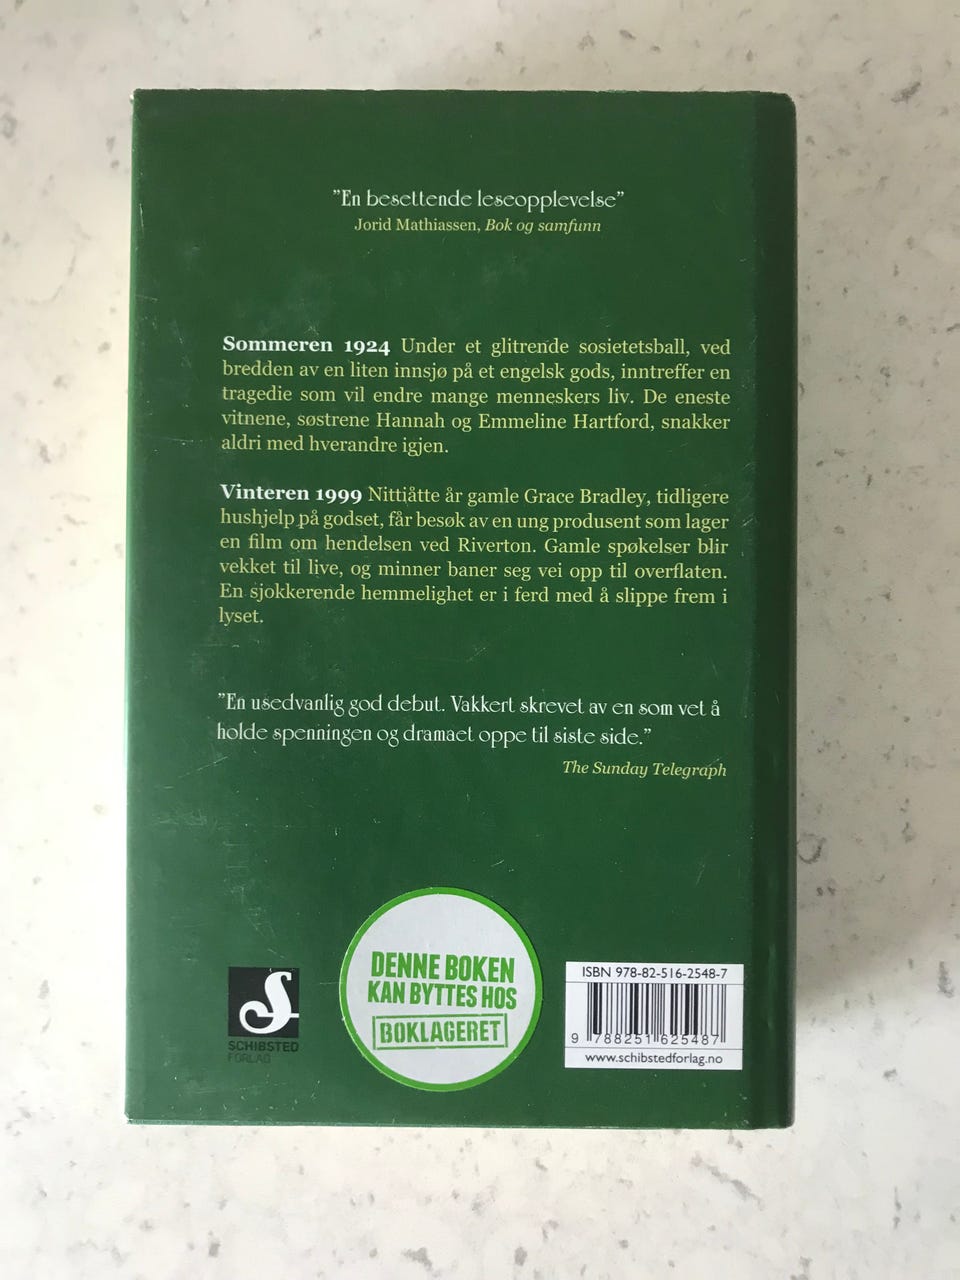 ”En besettende leseopplevelse”
Jorid Mathiassen, Bok og samfunn
Sommeren 1924 Under et glitrende sosietetsball, ved
bredden av en liten innsjø på et engelsk gods, inntreffer en
tragedie som vil endre mange menneskers liv. De eneste
vitnene, søstrene Hannah og Emmeline Hartford, snakker
aldri med hverandre igjen.
Vinteren 1999 Nittiåtte år gamle Grace Bradley, tidligere
hushjelp på godset, får besøk av en ung produsent som lager
en film om hendelsen ved Riverton. Gamle spøkelser blir
vekket til live, og minner baner seg vei opp til overflaten.
En sjokkerende hemmelighet er i ferd med å slippe frem i
lyset.
”En usedvanlig god debut. Vakkert skrevet av en som vet å
holde spenningen og dramaet oppe til siste side.”
The Sunday Telegraph
DENNE BOKEN
KAN BYTTES HOS
BOKLAGERET
S
SCHIBSTED
FORLAG
ISBN 978-82-516-2548-7
9 788251 625487
www.schibstedforlag.no